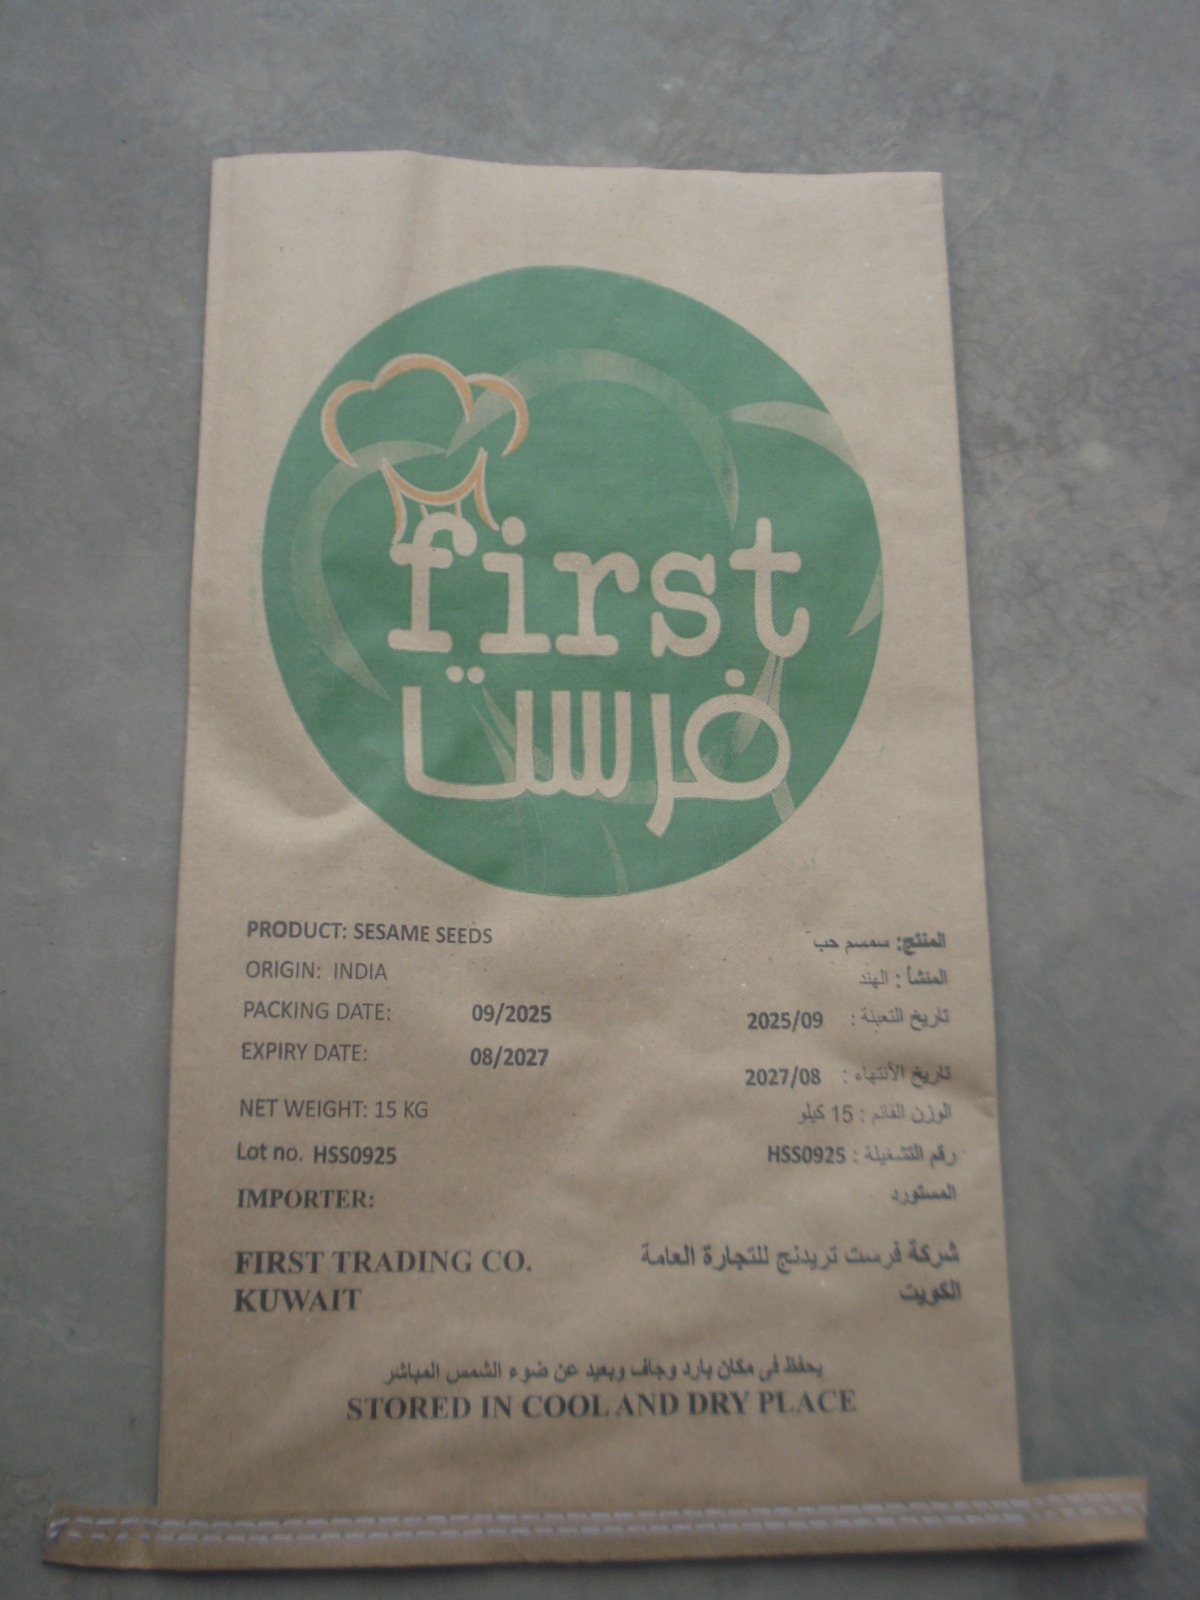 first
فرست
PRODUCT: SESAME SEEDS
المنتج: سمسم حب
ORIGIN: INDIA
المنشأ : الهند
PACKING DATE: 09/2025
تاريخ التعبئة : 2025/09
EXPIRY DATE: 08/2027
تاريخ الأنتهاء : 2027/08
NET WEIGHT: 15 KG
الوزن القائم : 15 كيلو
Lot no. HSS0925
رقم التشغيلة : HSS0925
IMPORTER:
المستورد
FIRST TRADING CO.
شركة فرست تريدنج للتجارة العامة
KUWAIT
الكويت
يحفظ فى مكان بارد وجاف وبعيد عن ضوء الشمس المباشر
STORED IN COOL AND DRY PLACE